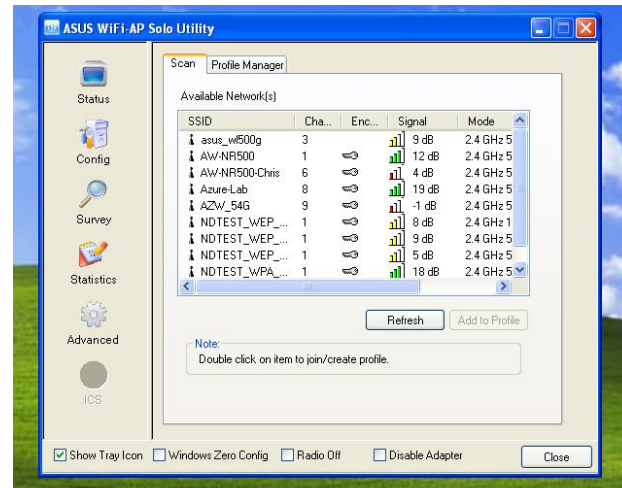 ASUS WiFi-AP Solo Utility
Status
Config
Survey
Statistics
Advanced
ICS
Scan Profile Manager
Available Network(s)
SSID Cha... Enc... Signal Mode
asus_wl500g 3 9 dB 2.4 GHz 5
AW-NR500 1 12 dB 2.4 GHz 5
AW-NR500-Chris 6 4 dB 2.4 GHz 5
Azure-Lab 8 19 dB 2.4 GHz 5
AZW_54G 9 -1 dB 2.4 GHz 5
NDTEST_WEP_... 1 8 dB 2.4 GHz 1
NDTEST_WEP_... 1 9 dB 2.4 GHz 5
NDTEST_WEP_... 1 5 dB 2.4 GHz 5
NDTEST_WPA_... 1 18 dB 2.4 GHz 5
Refresh Add to Profile
Note:
Double click on item to join/create profile.
Show Tray Icon Windows Zero Config Radio Off Disable Adapter Close